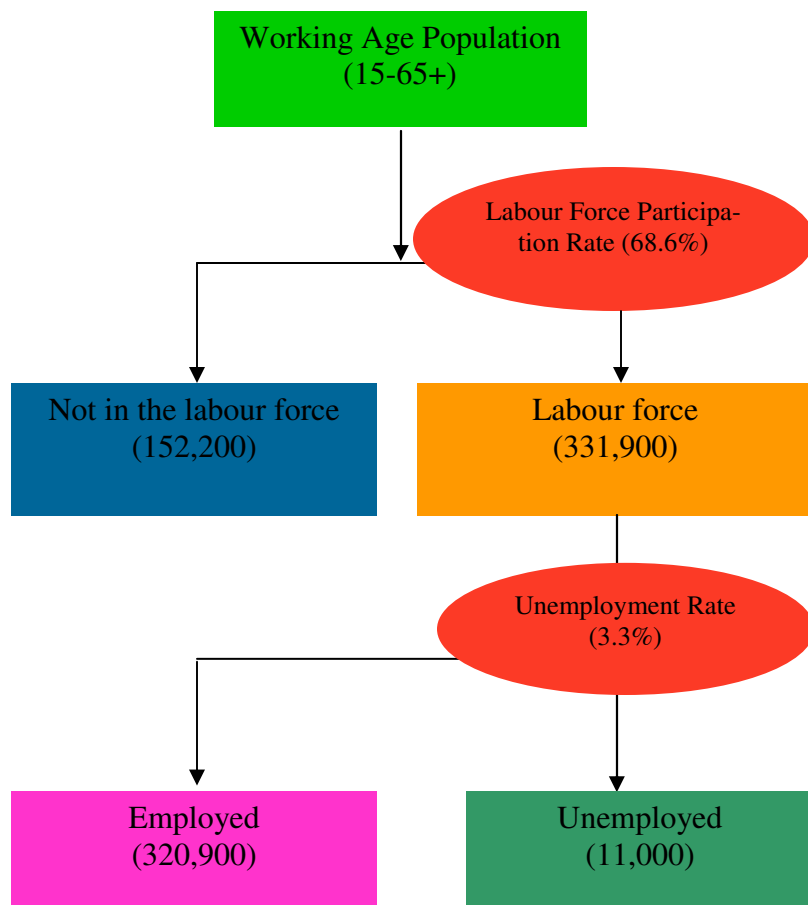 Working Age Population
(15-65+)
Labour Force Participa-
tion Rate (68.6%)
Not in the labour force
(152,200)
Labour force
(331,900)
Unemployment Rate
(3.3%)
Employed
(320,900)
Unemployed
(11,000)